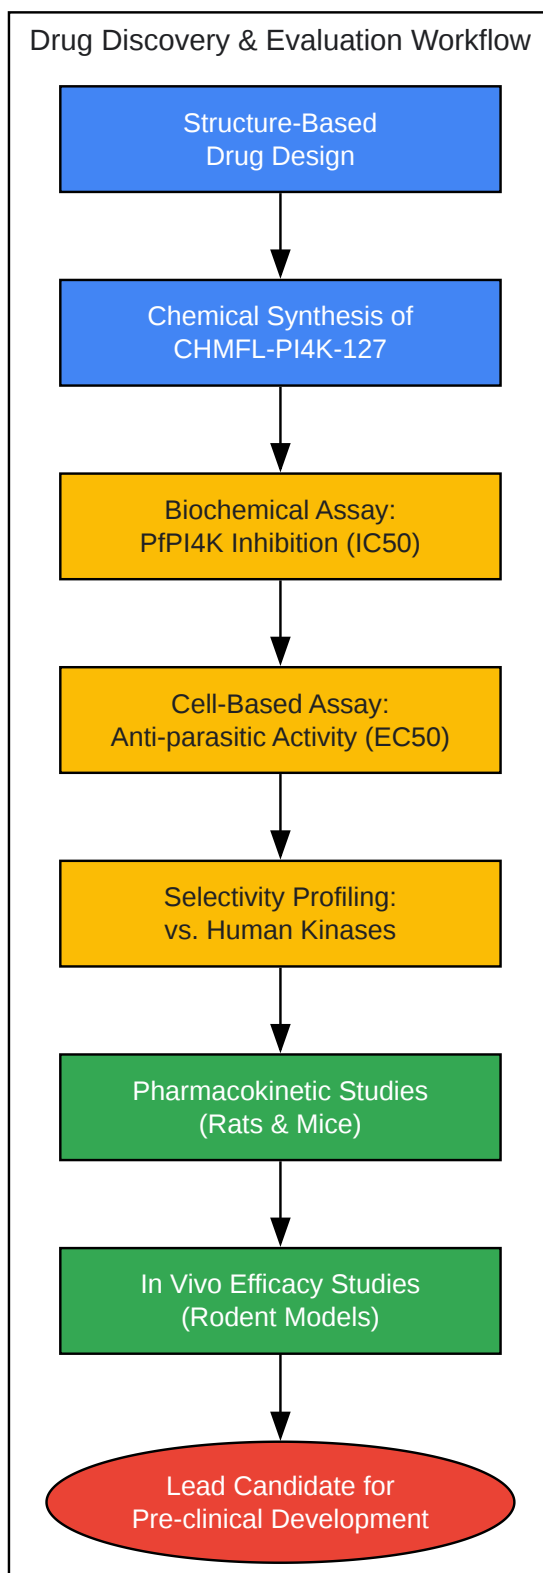 Drug Discovery & Evaluation Workflow
Structure-Based
Drug Design
Chemical Synthesis of
CHMFL-PI4K-127
Biochemical Assay:
PfPI4K Inhibition (IC50)
Cell-Based Assay:
Anti-parasitic Activity (EC50)
Selectivity Profiling:
vs. Human Kinases
Pharmacokinetic Studies
(Rats & Mice)
In Vivo Efficacy Studies
(Rodent Models)
Lead Candidate for
Pre-clinical Development